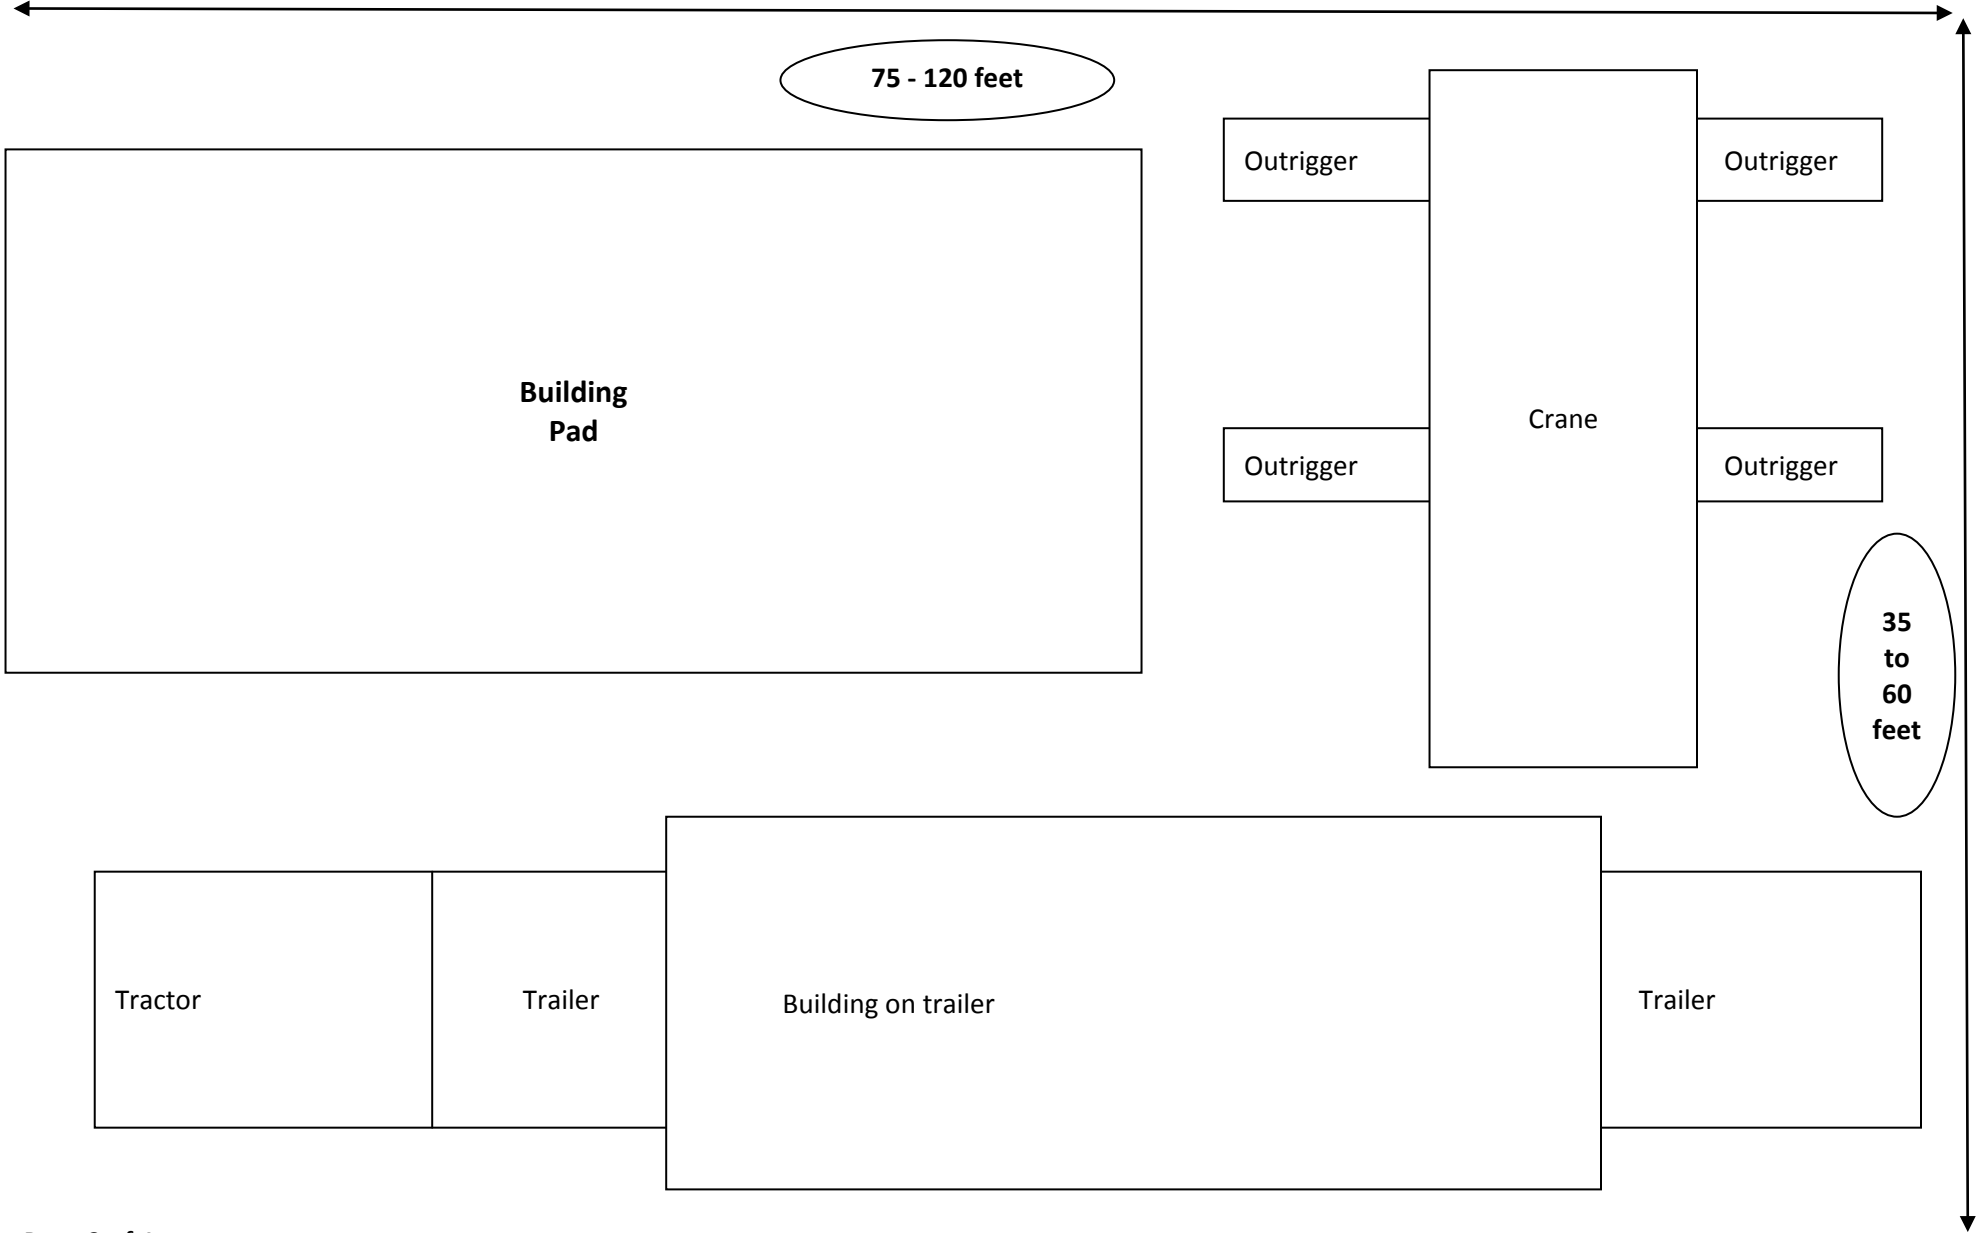 75 - 120 feet
Outrigger
Outrigger
Building
Pad
Crane
Outrigger
Outrigger
35
to
60
feet
Tractor
Trailer
Building on trailer
Trailer